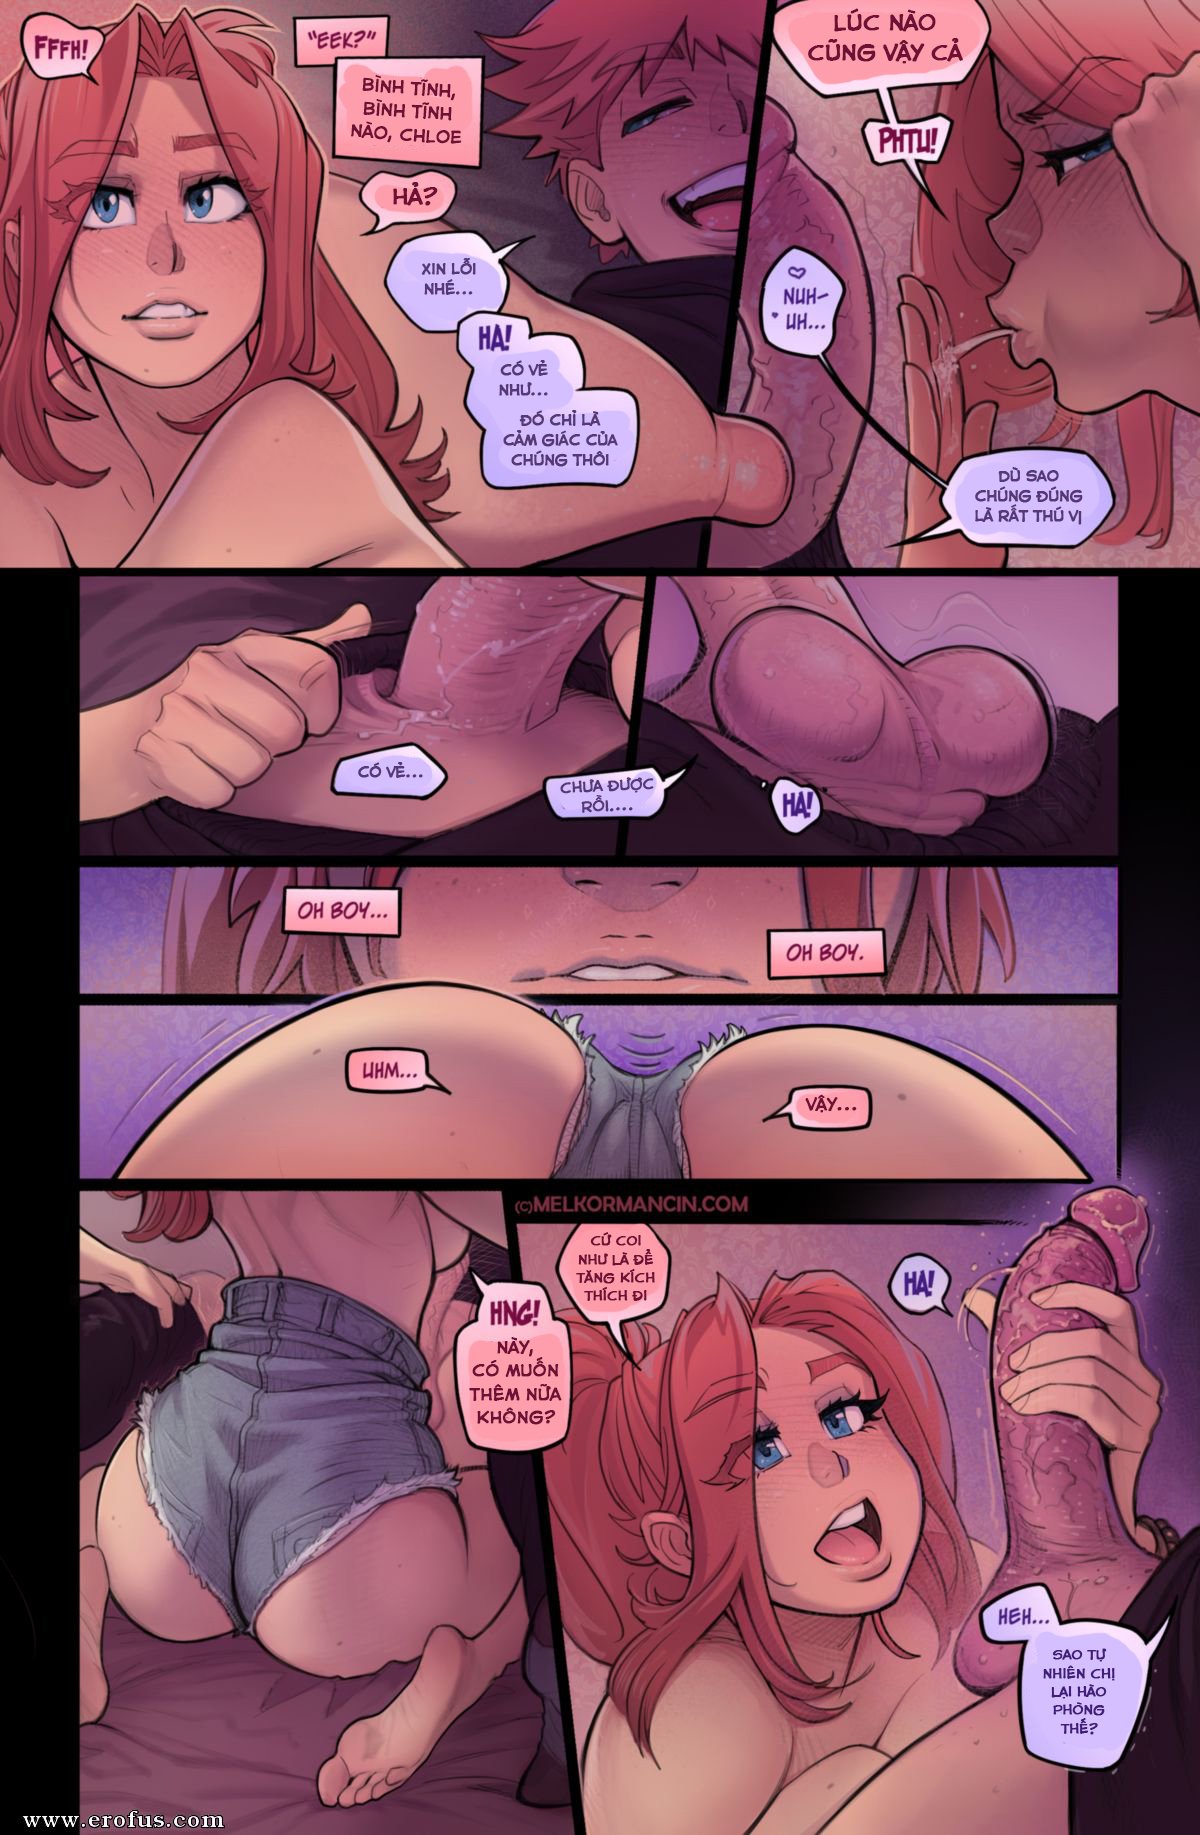 FFFH!
"EEK?"
BÌNH TĨNH,
BÌNH TĨNH
NÀO, CHLOE
HẢ?
XIN LỖI
NHÉ...
HA!
CÓ VẺ
NHƯ...
ĐÓ CHỈ LÀ
CẢM GIÁC CỦA
CHÚNG THÔI
LÚC NÀO
CŨNG VẬY CẢ
PHTU!
NUH-
UH...
DÙ SAO
CHÚNG ĐÚNG
LÀ RẤT THÚ VỊ
CÓ VẺ...
CHƯA ĐƯỢC
RỒI....
HA!
OH BOY...
OH BOY.
UHM...
VẬY...
(C)MELKORMANCIN.COM
HNG!
NÀY,
CÓ MUỐN
THÊM NỮA
KHÔNG?
CỨ COI
NHƯ LÀ ĐỂ
TĂNG KÍCH
THÍCH ĐI
HA!
HEH...
SAO TỰ
NHIÊN CHỊ
LẠI HÀO
PHÒNG
THẾ?
www.erofus.com